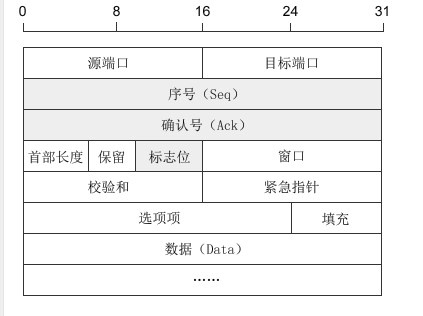 0 8 16 24 31
源端口 目标端口
序号（Seq）
确认号（Ack）
首部长度 保留 标志位 窗口
校验和 紧急指针
选项项 填充
数据（Data）
……